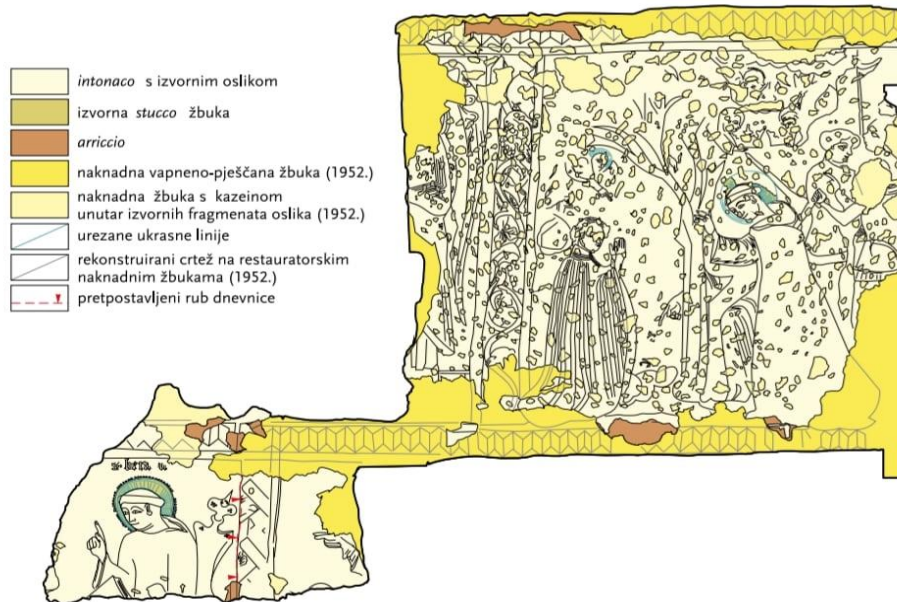 intonaco s izvornim oslikom
izvorna stucco žbuka
arriccio
naknadna vapneno-pješčana žbuka (1952.)
naknadna žbuka s kazeinom
unutar izvornih fragmenata oslika (1952.)
urezane ukrasne linije
rekonstruirani crtež na restauratorskim
naknadnim žbukama (1952.)
pretpostavljeni rub dnevnice